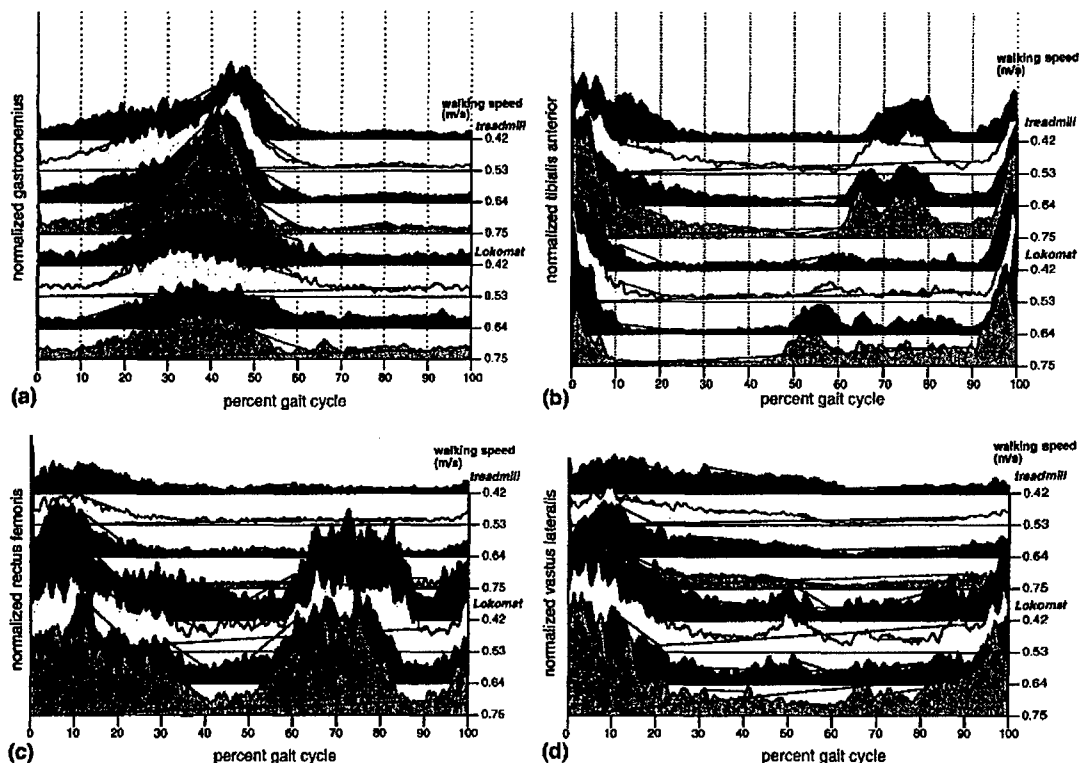 normalized gastrocnemius
walking speed
(m/s)
treadmill
0.42
0.53
0.64
0.75
Lokomat
0.42
0.53
0.64
0.75
0 10 20 30 40 50 60 70 80 90 100
(a)
percent gait cycle
normalized tibialis anterior
walking speed
(m/s)
treadmill
0.42
0.53
0.64
0.75
Lokomat
0.42
0.53
0.64
0.75
0 10 20 30 40 50 60 70 80 90 100
(b)
percent gait cycle
normalized rectus femoris
walking speed
(m/s)
treadmill
0.42
0.53
0.64
0.75
Lokomat
0.42
0.53
0.64
0.75
0 10 20 30 40 50 60 70 80 90 100
(c)
percent gait cycle
normalized vastus lateralis
walking speed
(m/s)
treadmill
0.42
0.53
0.64
0.75
Lokomat
0.42
0.53
0.64
0.75
0 10 20 30 40 50 60 70 80 90 100
(d)
percent gait cycle